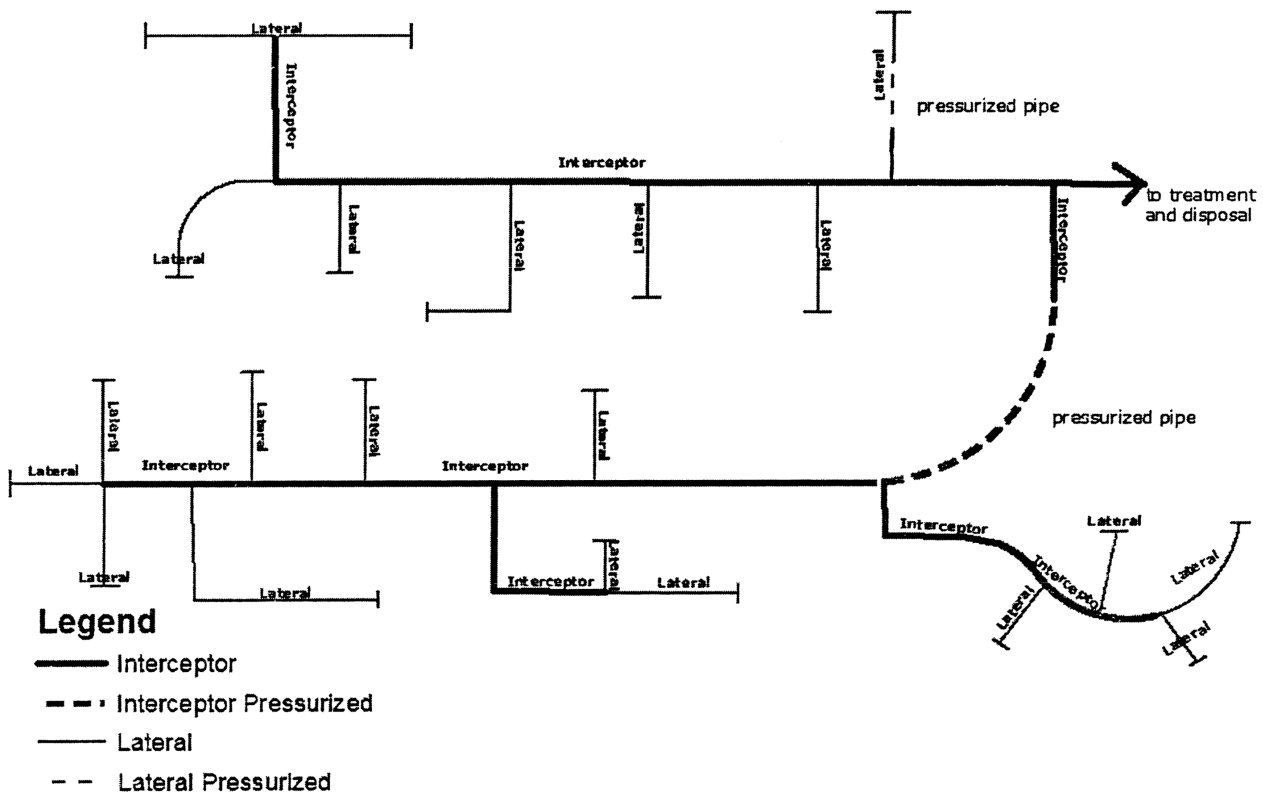 Lateral
Interceptor
Lateral
pressurized pipe
Interceptor
to treatment
and disposal
Lateral
Lateral
Lateral
Lateral
Lateral
Interceptor
pressurized pipe
Lateral
Lateral
Lateral
Lateral
Lateral
Interceptor
Interceptor
Lateral
Lateral
Interceptor
Lateral
Lateral
Interceptor
Interceptor
Lateral
Lateral
Lateral
Lateral
Legend
Interceptor
Interceptor Pressurized
Lateral
Lateral Pressurized